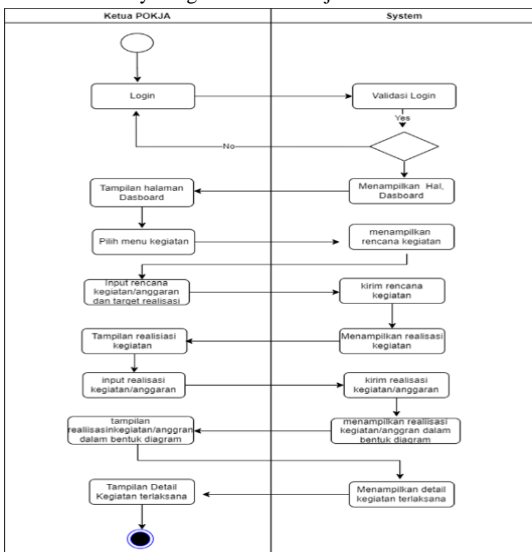 Ketua POKJA
System
Login
Validasi Login
Yes
No
Tampilan halaman
Dasboard
Menampilkan Hal,
Dasboard
Pilih menu kegiatan
menampilkan
rencana kegiatan
Input rencana
kegiatan/anggaran
dan target realisasi
kirim rencana
kegiatan
Tampilan realisiasi
kegiatan
Menampilkan realisasi
kegiatan
input realisasi
kegiatan/anggaran
kirim realisasi
kegiatan/anggaran
tampilan
reallisasinkegiatan/anggran
dalam bentuk diagram
menampilkan reallisasi
kegiatan/anggran dalam
bentuk diagram
Tampilan Detail
Kegiatan terlaksana
Menampilkan detail
kegiatan terlaksana